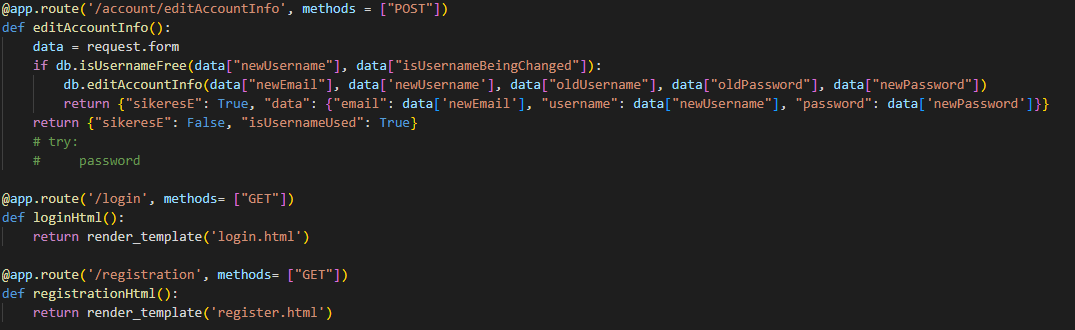 @app.route('/account/editAccountInfo', methods = ["POST"])
def editAccountInfo():
    data = request.form
    if db.isUsernameFree(data["newUsername"], data["isUsernameBeingChanged"]):
        db.editAccountInfo(data["newEmail"], data['newUsername'], data["oldUsername"], data["oldPassword"], data["newPassword"])
        return {"sikeresE": True, "data": {"email": data['newEmail'], "username": data["newUsername"], "password": data['newPassword']}}
    return {"sikeresE": False, "isUsernameUsed": True}
    # try:
    #     password
@app.route('/login', methods= ["GET"])
def loginHtml():
    return render_template('login.html')
@app.route('/registration', methods= ["GET"])
def registrationHtml():
    return render_template('register.html')